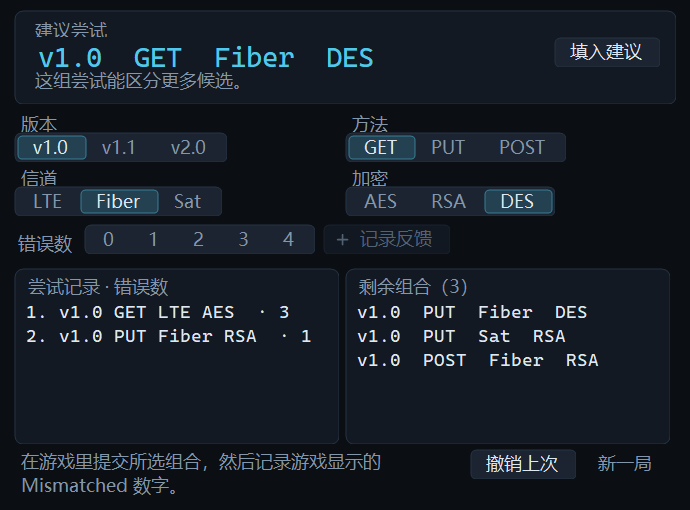 建议尝试
v1.0 GET Fiber DES
这组尝试能区分更多候选。
填入建议
版本
v1.0 v1.1 v2.0
方法
GET PUT POST
信道
LTE Fiber Sat
加密
AES RSA DES
错误数 0 1 2 3 4 + 记录反馈
尝试记录 · 错误数
1. v1.0 GET LTE AES · 3
2. v1.0 PUT Fiber RSA · 1
剩余组合（3）
v1.0 PUT Fiber DES
v1.0 PUT Sat RSA
v1.0 POST Fiber RSA
在游戏里提交所选组合，然后记录游戏显示的
Mismatched 数字。
撤销上次 新一局